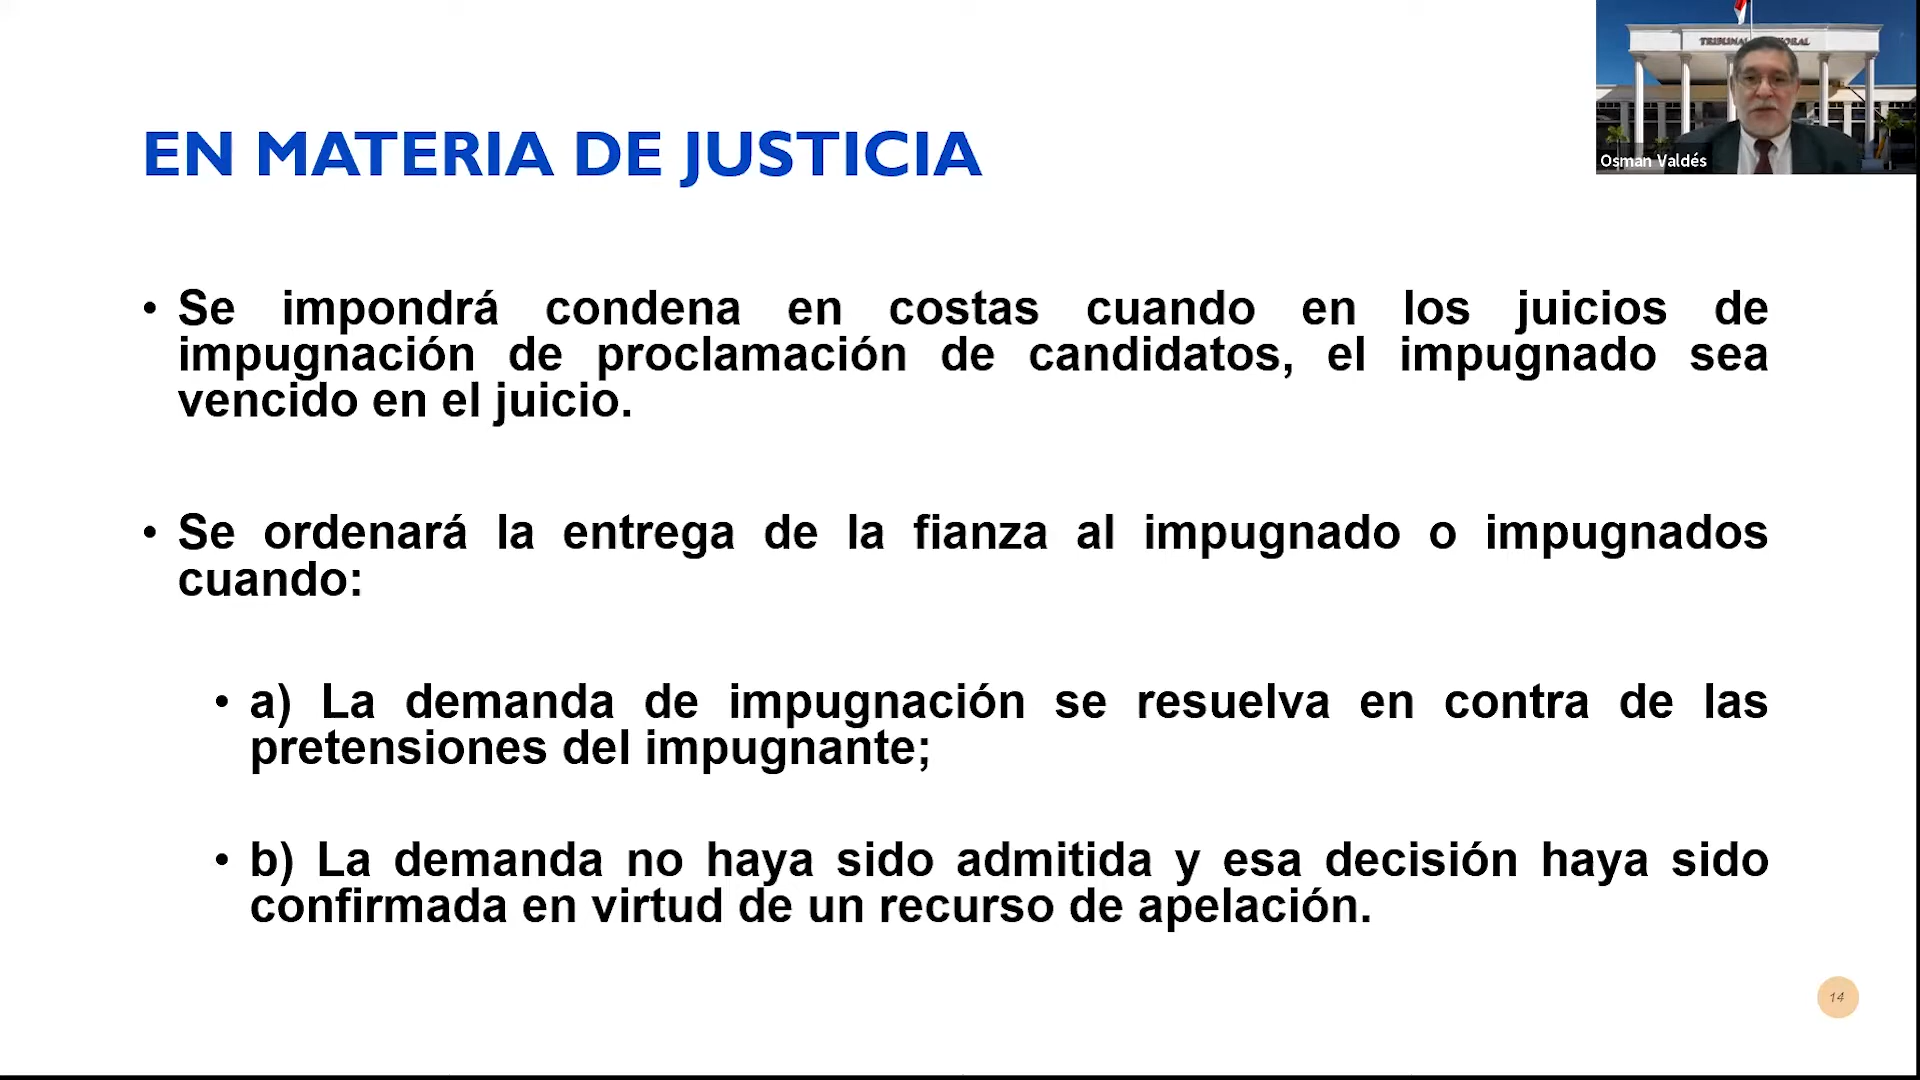 TRIBUNAL
Osman Valdés
EN MATERIA DE JUSTICIA
• Se impondrá condena en costas cuando en los juicios de
impugnación de proclamación de candidatos, el impugnado sea
vencido en el juicio.
• Se ordenará la entrega de la fianza al impugnado o impugnados
cuando:
• a) La demanda de impugnación se resuelva en contra de las
pretensiones del impugnante;
• b) La demanda no haya sido admitida y esa decisión haya sido
confirmada en virtud de un recurso de apelación.
14